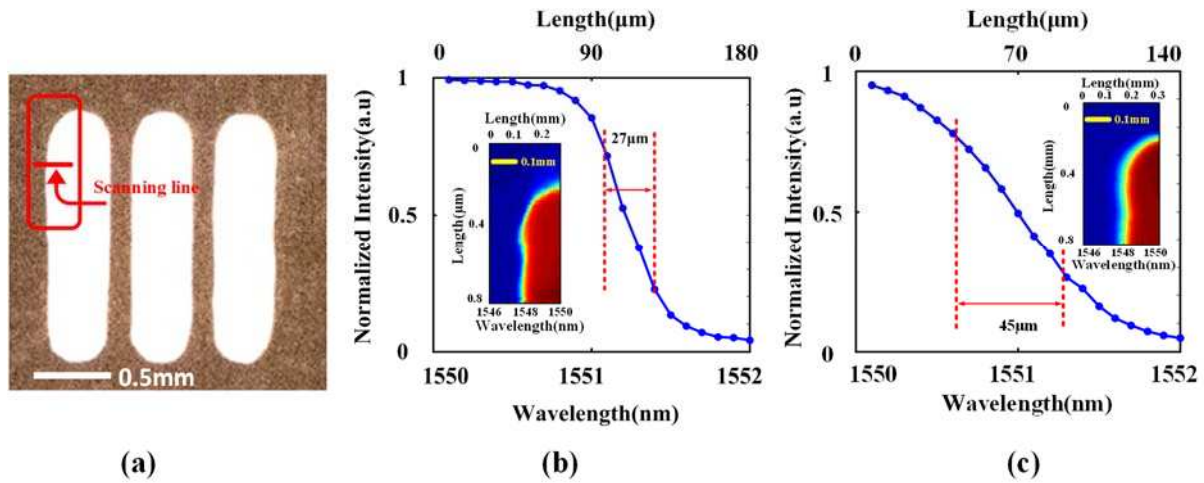 Scanning line
0.5mm
(a)
Length(μm)
0 90 180
Normalized Intensity(a.u)
1
0.5
0
27μm
Length(mm)
0 0.1 0.2
0.1mm
Length(μm)
0
0.4
0.8
1546 1548 1550
Wavelength(nm)
1550 1551 1552
Wavelength(nm)
(b)
Length(μm)
0 70 140
Normalized Intensity(a.u)
1
0.5
0
45μm
Length(mm)
0 0.1 0.2 0.3
0.1mm
Length(mm)
0
0.4
0.8
1546 1548 1550
Wavelength(nm)
1550 1551 1552
Wavelength(nm)
(c)